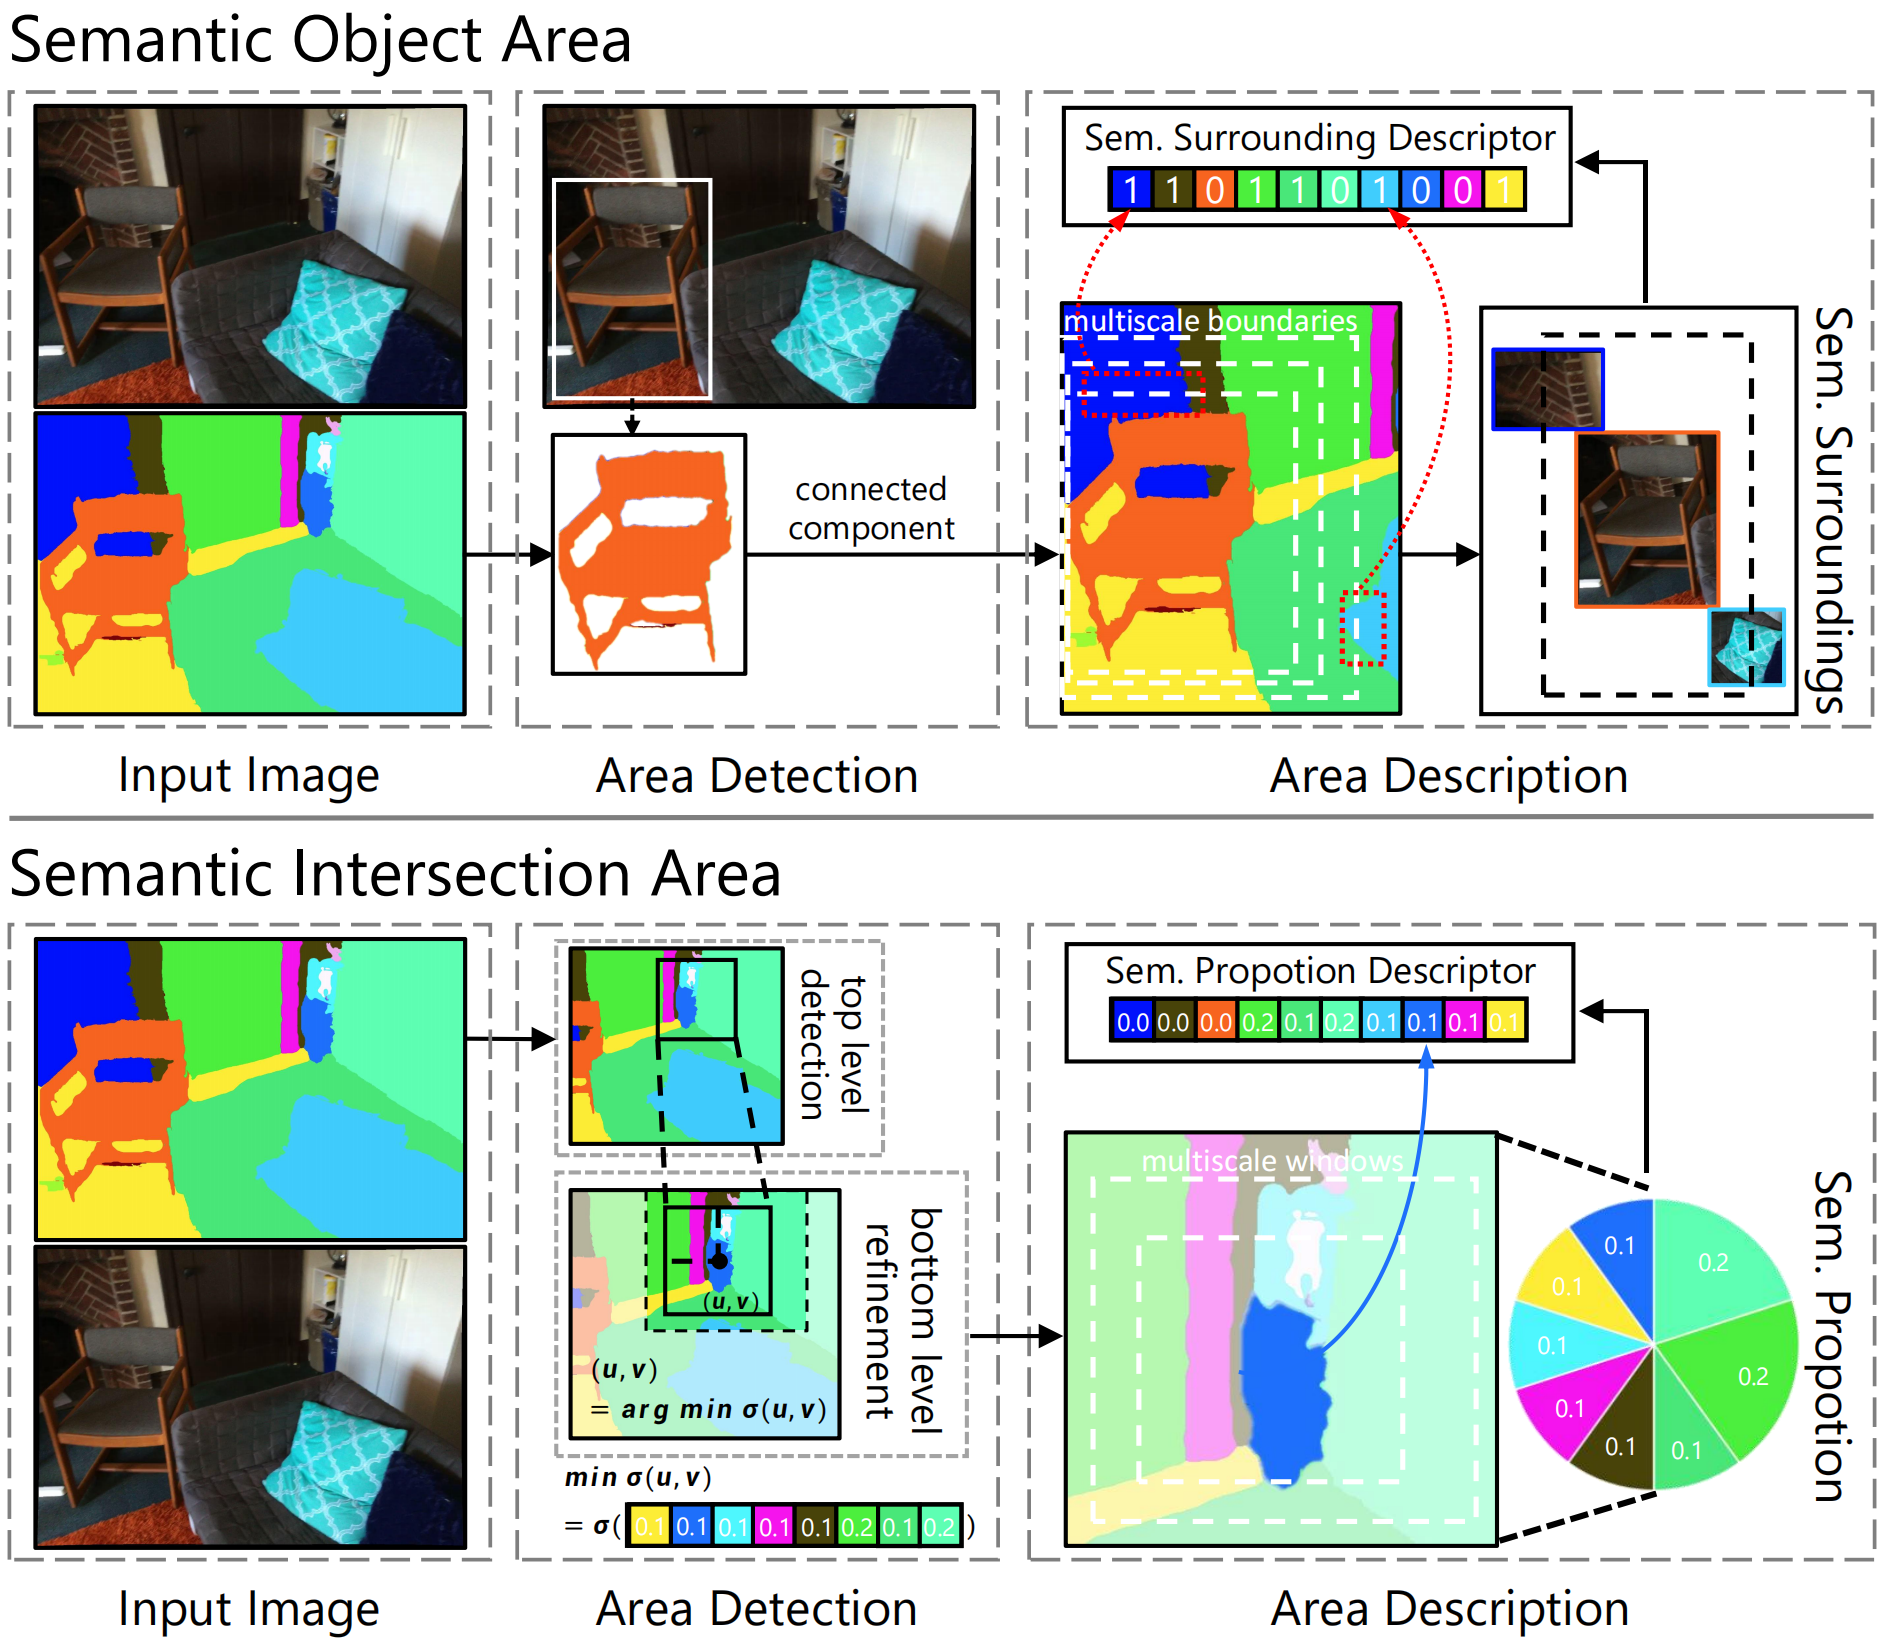 Semantic Object Area
Sem. Surrounding Descriptor
1 1 0 1 1 0 1 0 0 1
multiscale boundaries
connected
component
Sem. Surroundings
Input Image
Area Detection
Area Description
Semantic Intersection Area
top level
detection
bottom level
refinement
(u,v)
(u,v)
= arg min σ(u,v)
min σ(u,v)
= σ( 0.1 0.1 0.1 0.1 0.1 0.2 0.1 0.2 )
Sem. Propotion Descriptor
0.0 0.0 0.0 0.2 0.1 0.2 0.1 0.1 0.1 0.1
multiscale windows
0.1
0.2
0.1
0.1
0.2
0.1
0.1
0.1
Sem. Propotion
Input Image
Area Detection
Area Description